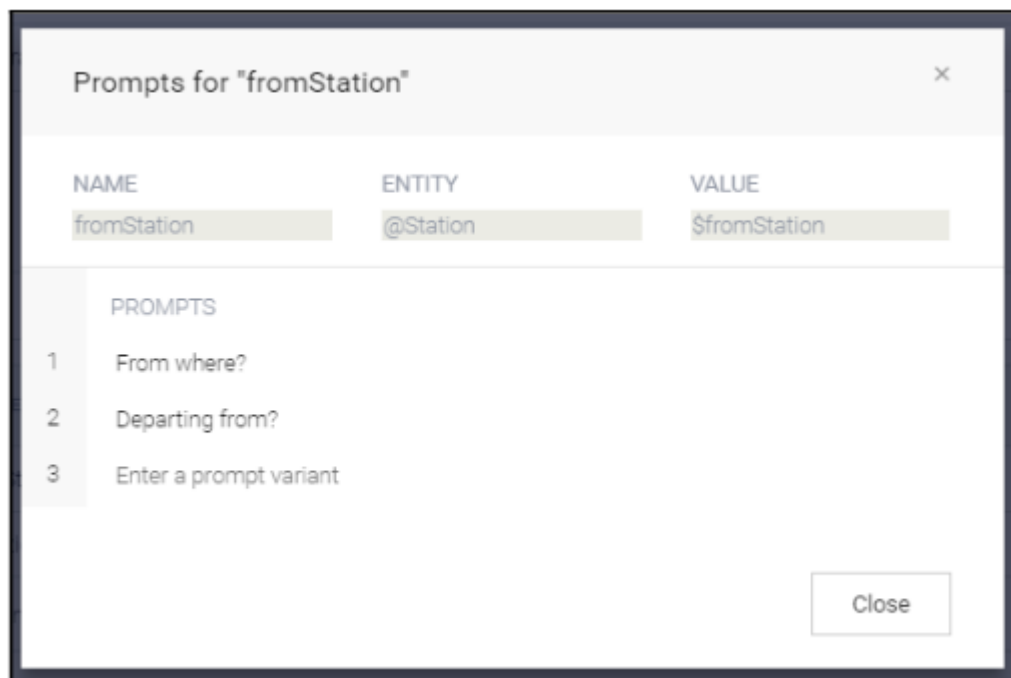 Prompts for "fromStation"
×
NAME ENTITY VALUE
fromStation @Station $fromStation
PROMPTS
1 From where?
2 Departing from?
3 Enter a prompt variant
Close